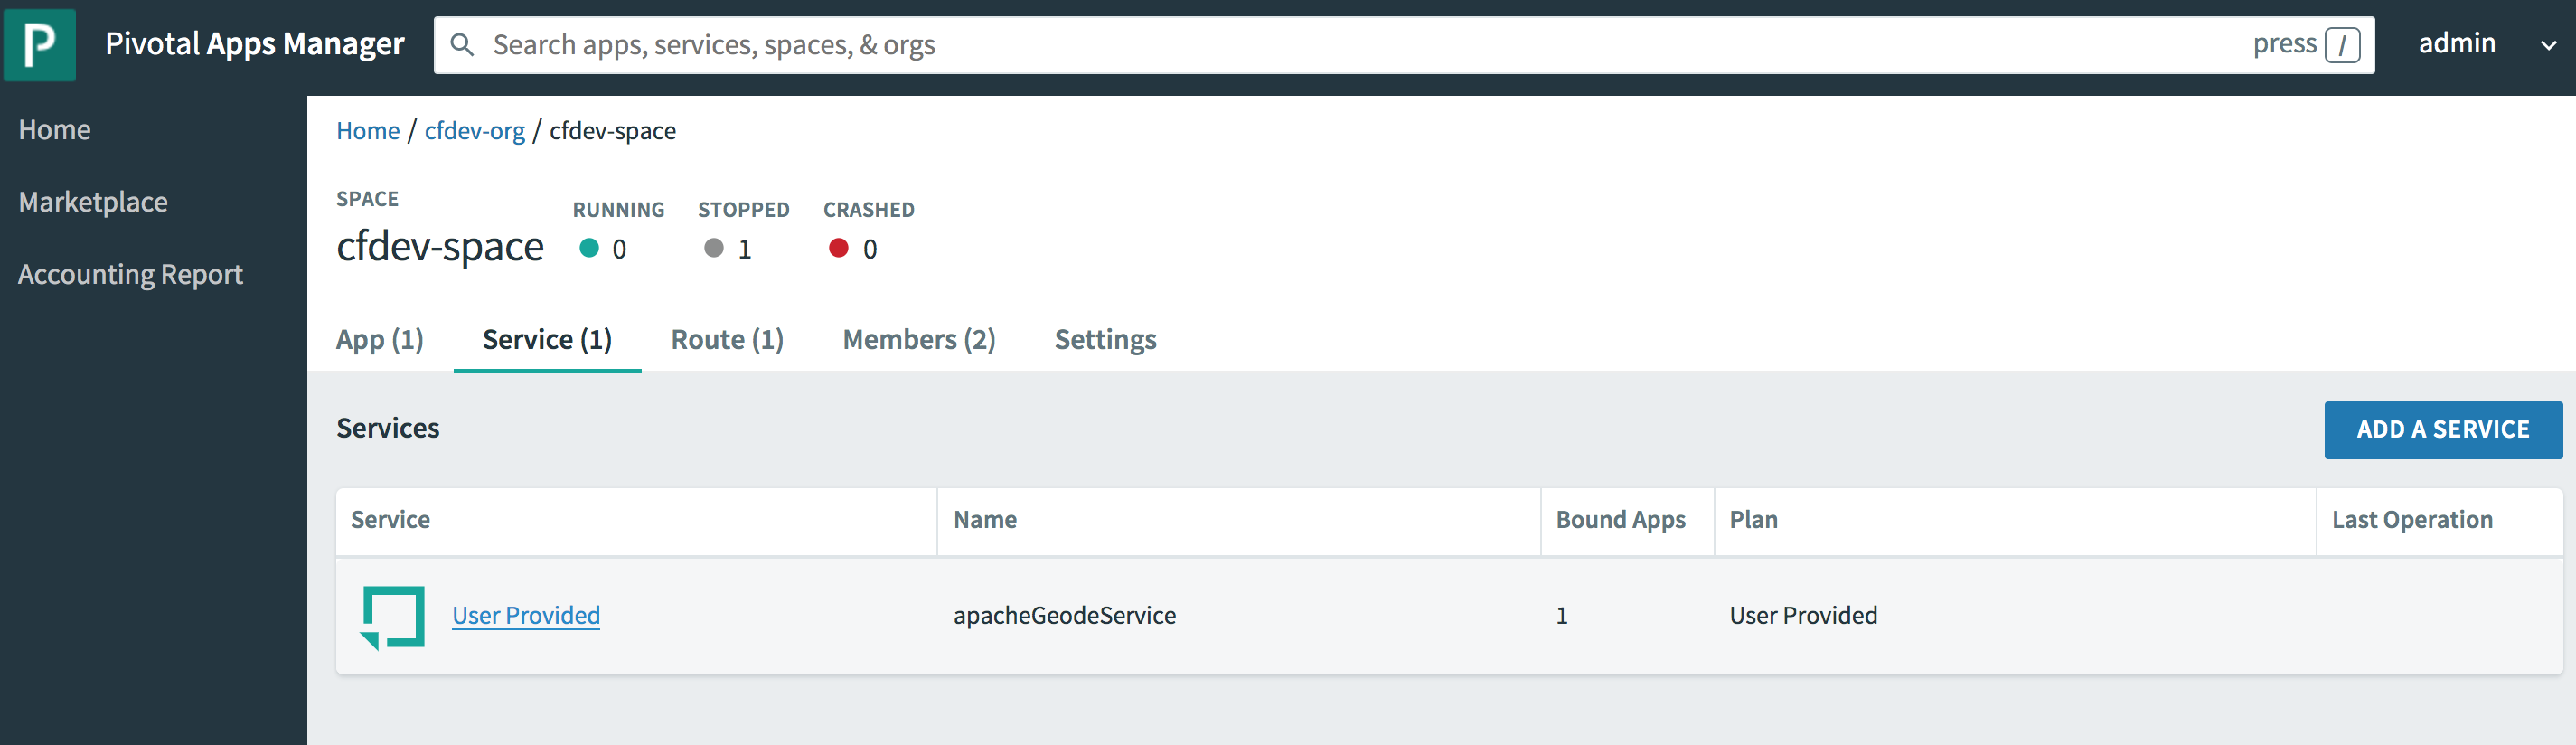 P Pivotal Apps Manager Search apps, services, spaces, & orgs press / admin
Home
Marketplace
Accounting Report
Home / cfdev-org / cfdev-space
SPACE RUNNING STOPPED CRASHED
cfdev-space 0 1 0
App (1) Service (1) Route (1) Members (2) Settings
Services ADD A SERVICE
Service Name Bound Apps Plan Last Operation
User Provided apacheGeodeService 1 User Provided